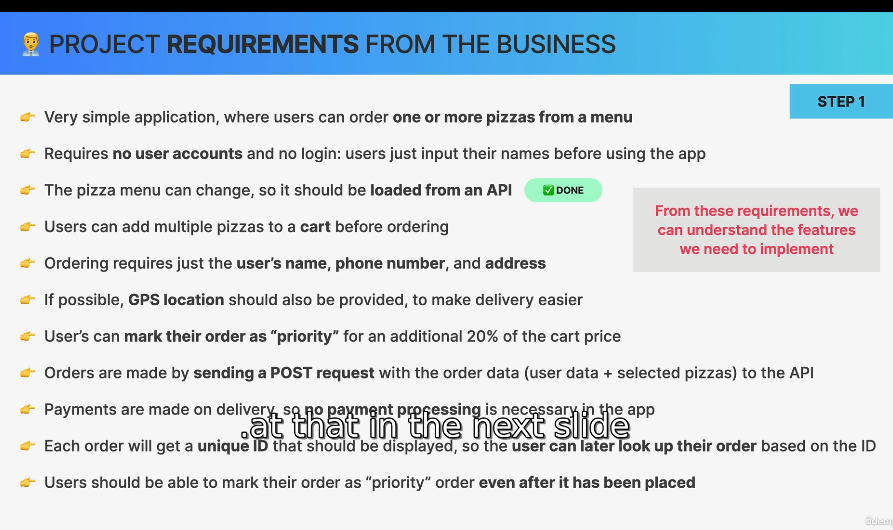 PROJECT REQUIREMENTS FROM THE BUSINESS
STEP 1
Very simple application, where users can order one or more pizzas from a menu
Requires no user accounts and no login: users just input their names before using the app
The pizza menu can change, so it should be loaded from an API
✅ DONE
Users can add multiple pizzas to a cart before ordering
From these requirements, we
can understand the features
we need to implement
Ordering requires just the user's name, phone number, and address
If possible, GPS location should also be provided, to make delivery easier
User's can mark their order as “priority” for an additional 20% of the cart price
Orders are made by sending a POST request with the order data (user data + selected pizzas) to the API
Payments are made on delivery, so no payment processing is necessary in the app
.at that in the next slide
Each order will get a unique ID that should be displayed, so the user can later look up their order based on the ID
Users should be able to mark their order as “priority” order even after it has been placed